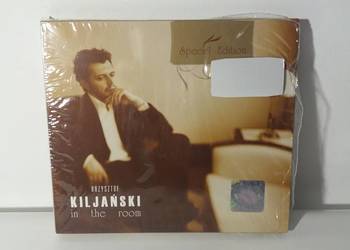 Special Edition
KRZYSZTOF
KILJAŃSKI
in the room